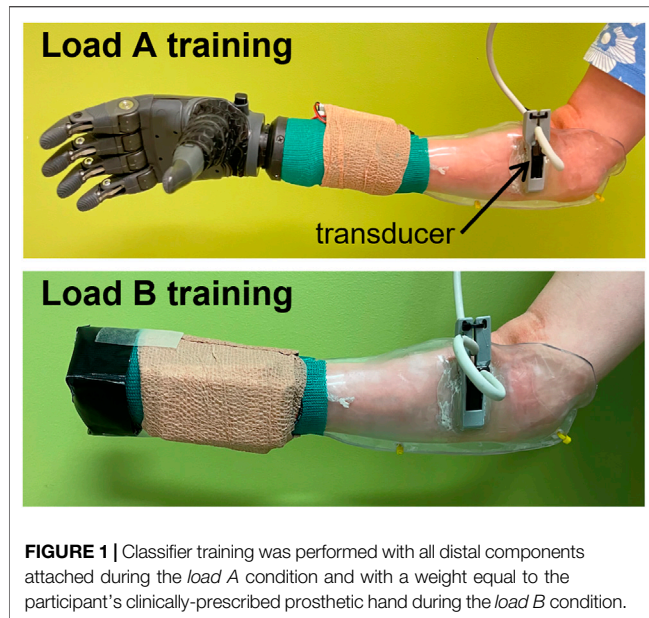 Load A training
transducer
Load B training
FIGURE 1 | Classifier training was performed with all distal components
attached during the load A condition and with a weight equal to the
participant's clinically-prescribed prosthetic hand during the load B condition.